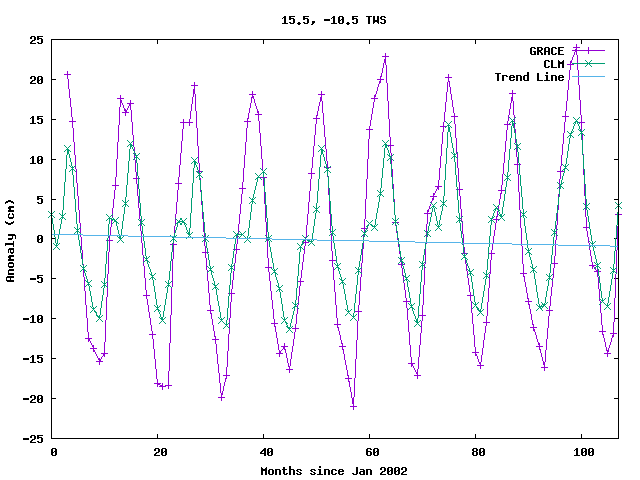 15.5, -10.5 TWS
GRACE
CLM
Trend Line
Anomaly (cm)
25
20
15
10
5
0
-5
-10
-15
-20
-25
0 20 40 60 80 100
Months since Jan 2002